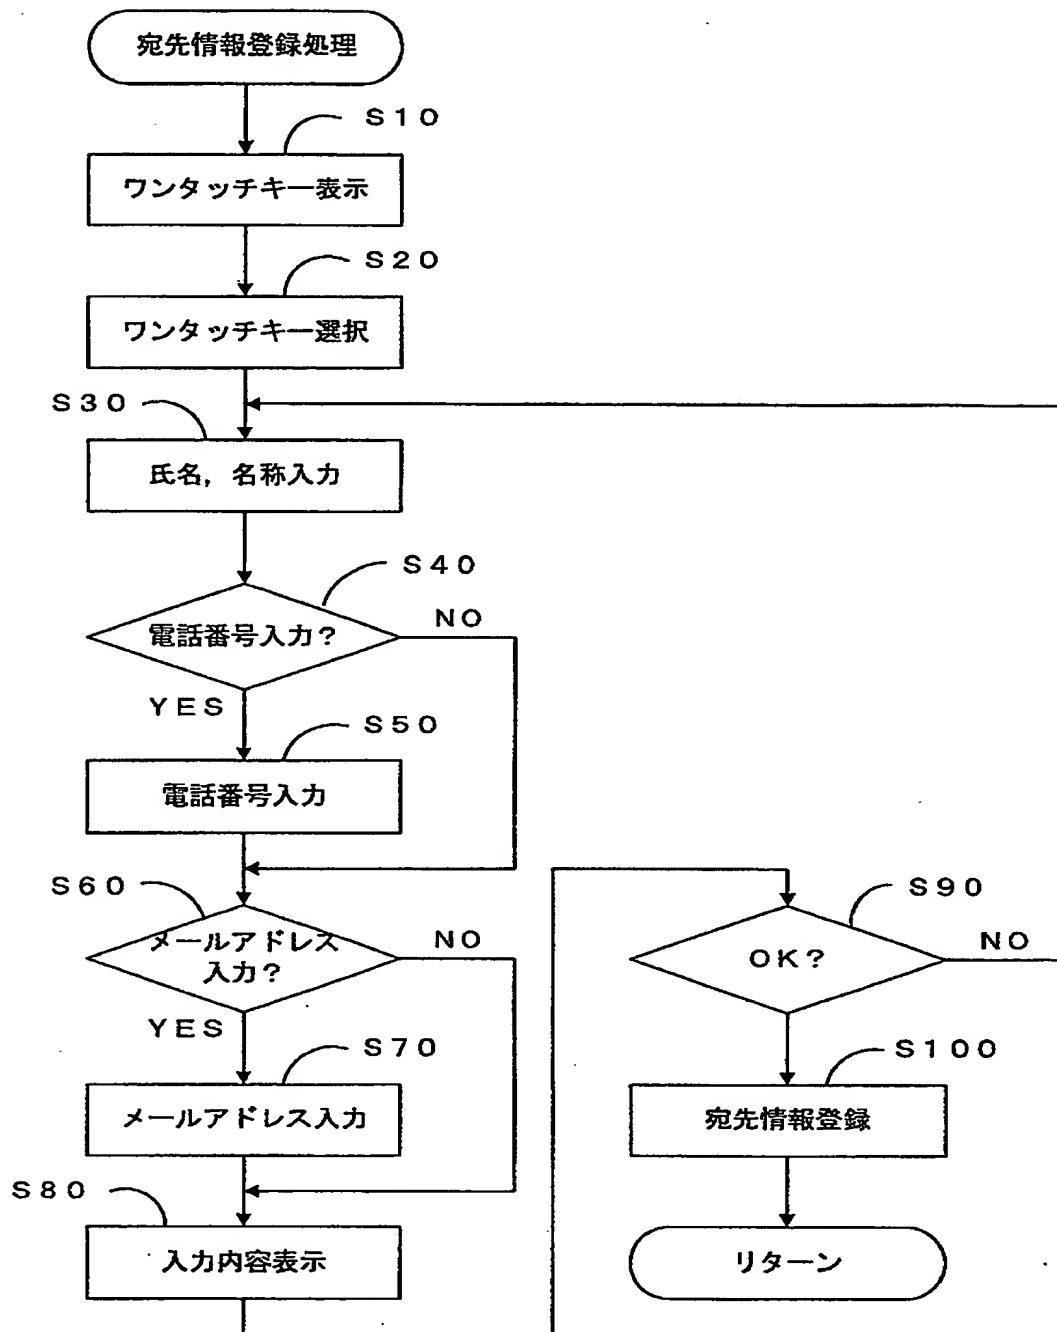 宛先情報登録処理
S10
ワンタッチキー表示
S20
ワンタッチキー選択
S30
氏名，名称入力
S40
電話番号入力？
NO
YES
S50
電話番号入力
S60
メールアドレス
入力？
NO
YES
S70
メールアドレス入力
S80
入力内容表示
S90
OK？
NO
S100
宛先情報登録
リターン